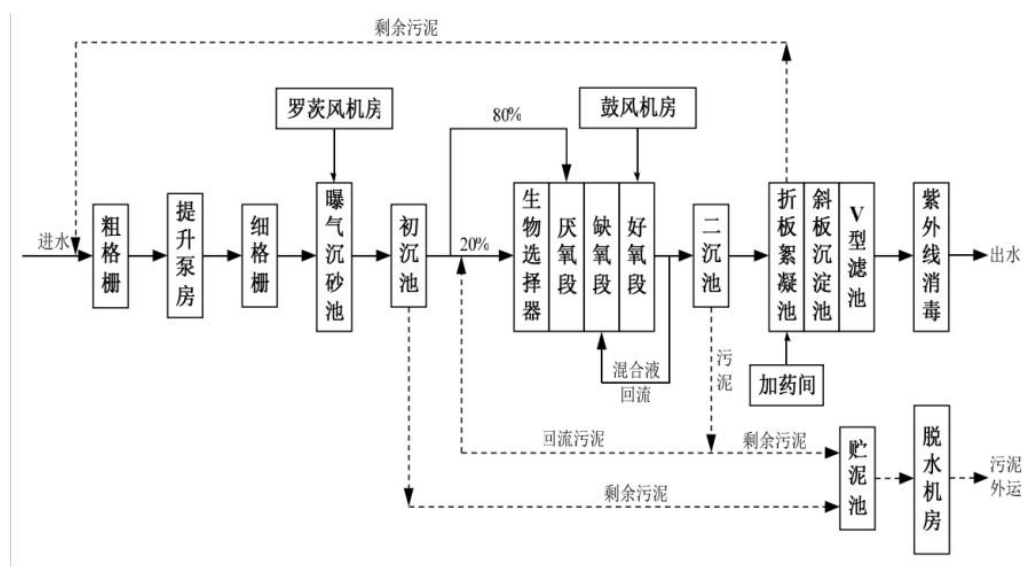 剩余污泥
罗茨风机房
80%
鼓风机房
进水
粗格栅
提升泵房
细格栅
曝气沉砂池
初沉池
20%
生物选择器
厌氧段
缺氧段
好氧段
二沉池
折板絮凝池
斜板沉淀池
V型滤池
紫外线消毒
出水
混合液
回流
污泥
加药间
回流污泥
剩余污泥
贮泥池
脱水机房
污泥
外运
剩余污泥